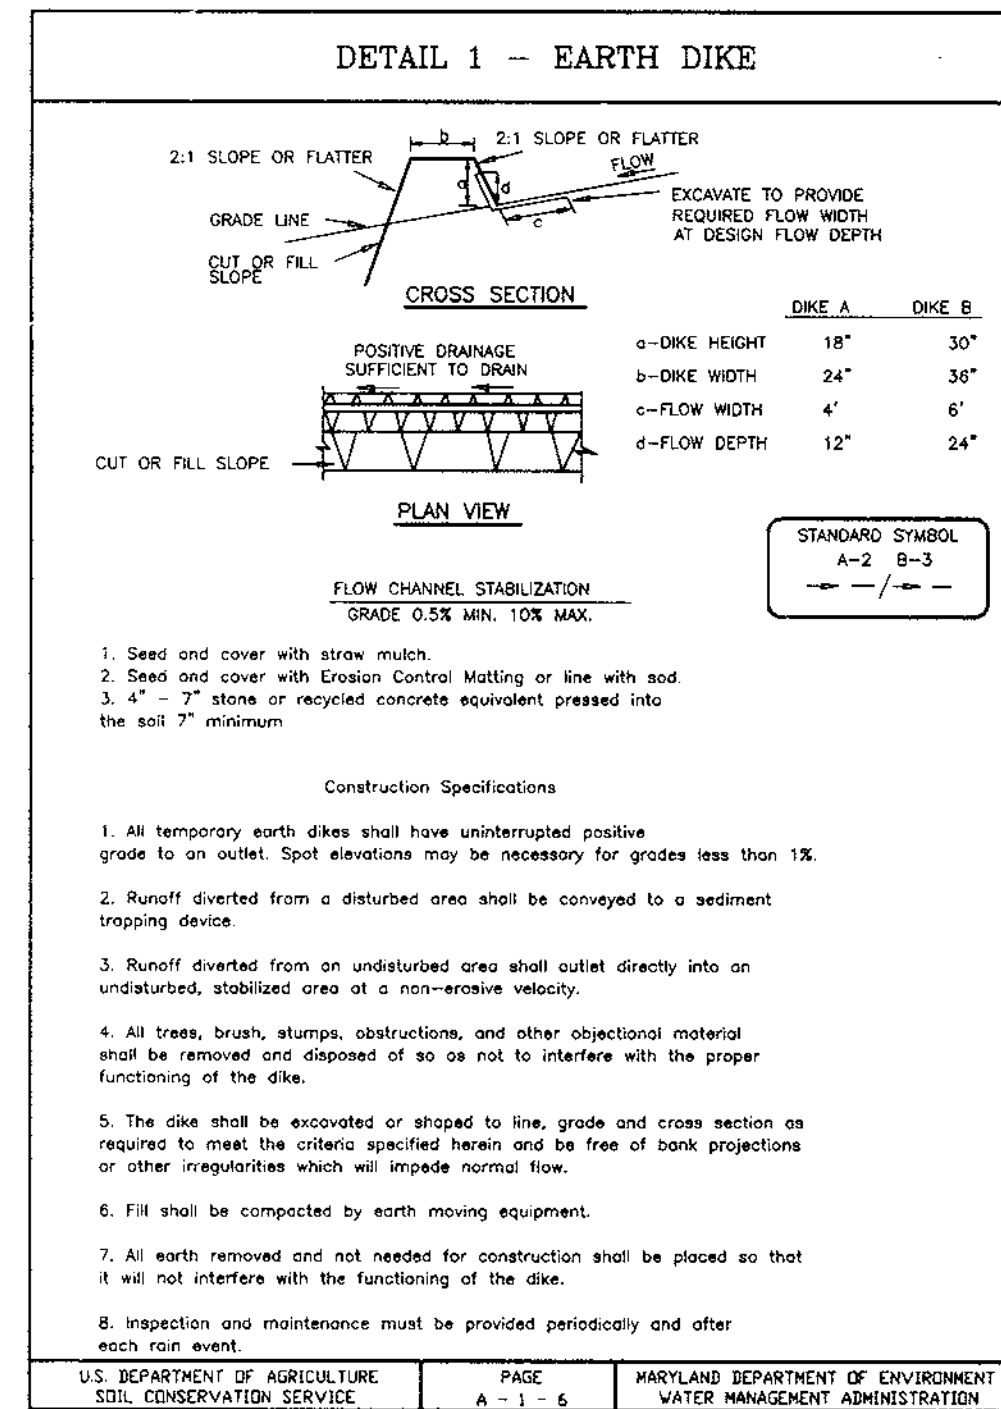 DETAIL 1 - EARTH DIKE
b
2:1 SLOPE OR FLATTER
2:1 SLOPE OR FLATTER
FLOW
a
d
EXCAVATE TO PROVIDE
REQUIRED FLOW WIDTH
AT DESIGN FLOW DEPTH
GRADE LINE
c
CUT OR FILL
SLOPE
CROSS SECTION
DIKE A DIKE B
a-DIKE HEIGHT 18" 30"
b-DIKE WIDTH 24" 36"
c-FLOW WIDTH 4' 6'
d-FLOW DEPTH 12" 24"
POSITIVE DRAINAGE
SUFFICIENT TO DRAIN
CUT OR FILL SLOPE
PLAN VIEW
STANDARD SYMBOL
A-2 B-3
FLOW CHANNEL STABILIZATION
GRADE 0.5% MIN. 10% MAX.
1. Seed and cover with straw mulch.
2. Seed and cover with Erosion Control Matting or line with sod.
3. 4" - 7" stone or recycled concrete equivalent pressed into
the soil 7" minimum
Construction Specifications
1. All temporary earth dikes shall have uninterrupted positive
grade to an outlet. Spot elevations may be necessary for grades less than 1%.
2. Runoff diverted from a disturbed area shall be conveyed to a sediment
trapping device.
3. Runoff diverted from an undisturbed area shall outlet directly into an
undisturbed, stabilized area at a non-erosive velocity.
4. All trees, brush, stumps, obstructions, and other objectional material
shall be removed and disposed of so as not to interfere with the proper
functioning of the dike.
5. The dike shall be excavated or shaped to line, grade and cross section as
required to meet the criteria specified herein and be free of bank projections
or other irregularities which will impede normal flow.
6. Fill shall be compacted by earth moving equipment.
7. All earth removed and not needed for construction shall be placed so that
it will not interfere with the functioning of the dike.
8. Inspection and maintenance must be provided periodically and after
each rain event.
U.S. DEPARTMENT OF AGRICULTURE
SOIL CONSERVATION SERVICE
PAGE
A - 1 - 6
MARYLAND DEPARTMENT OF ENVIRONMENT
WATER MANAGEMENT ADMINISTRATION